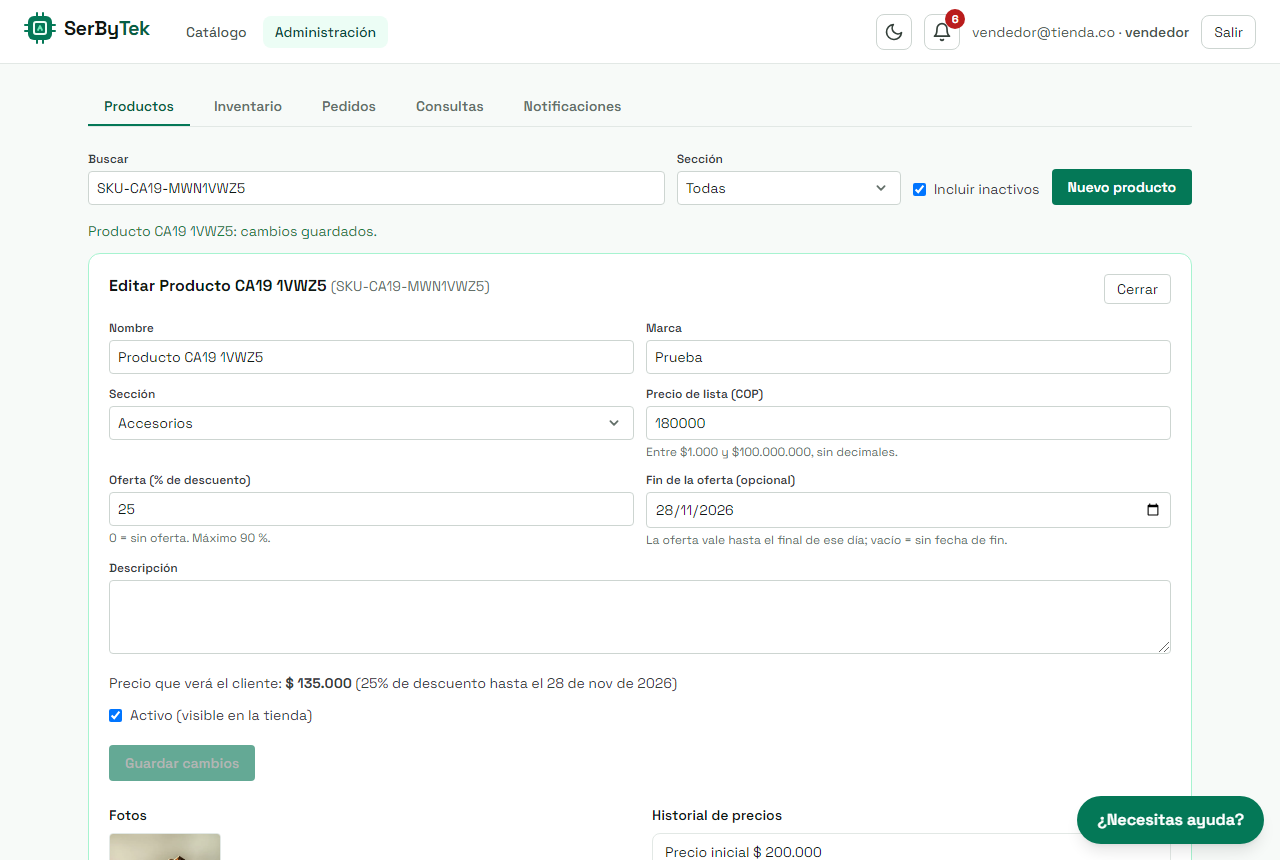 SerByTek
Catálogo
Administración
6
vendedor@tienda.co · vendedor
Salir
Productos
Inventario
Pedidos
Consultas
Notificaciones
Buscar
Sección
SKU-CA19-MWN1VWZ5
Todas
Incluir inactivos
Nuevo producto
Producto CA19 1VWZ5: cambios guardados.
Editar Producto CA19 1VWZ5 (SKU-CA19-MWN1VWZ5)
Cerrar
Nombre
Marca
Producto CA19 1VWZ5
Prueba
Sección
Precio de lista (COP)
Accesorios
180000
Entre $1.000 y $100.000.000, sin decimales.
Oferta (% de descuento)
Fin de la oferta (opcional)
25
28/11/2026
0 = sin oferta. Máximo 90 %.
La oferta vale hasta el final de ese día; vacío = sin fecha de fin.
Descripción
Precio que verá el cliente: $ 135.000 (25% de descuento hasta el 28 de nov de 2026)
Activo (visible en la tienda)
Guardar cambios
Fotos
Historial de precios
¿Necesitas ayuda?
Precio inicial $ 200.000